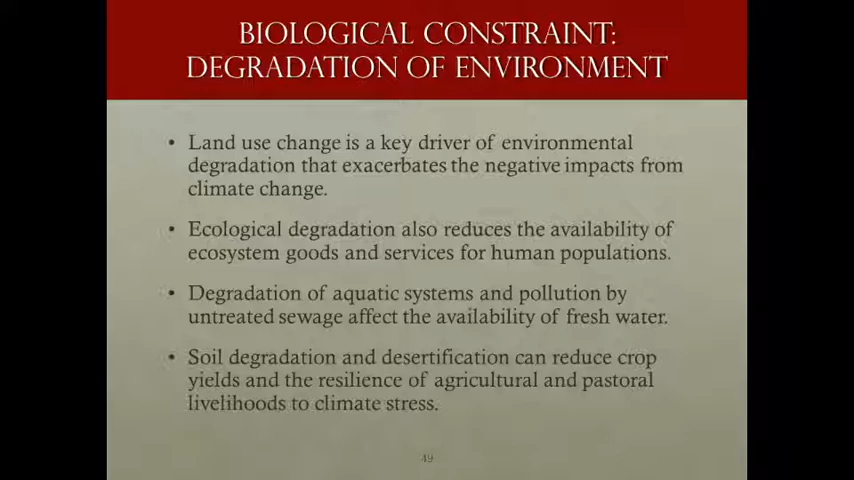 BIOLOGICAL CONSTRAINT:
DEGRADATION OF ENVIRONMENT
• Land use change is a key driver of environmental
degradation that exacerbates the negative impacts from
climate change.
• Ecological degradation also reduces the availability of
ecosystem goods and services for human populations.
• Degradation of aquatic systems and pollution by
untreated sewage affect the availability of fresh water.
• Soil degradation and desertification can reduce crop
yields and the resilience of agricultural and pastoral
livelihoods to climate stress.
49